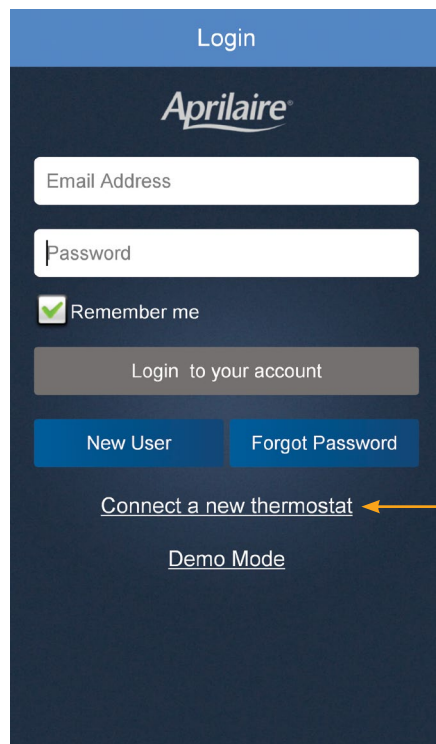 Login
Aprilaire®
Email Address
Password
Remember me
Login to your account
New User Forgot Password
Connect a new thermostat
Demo Mode